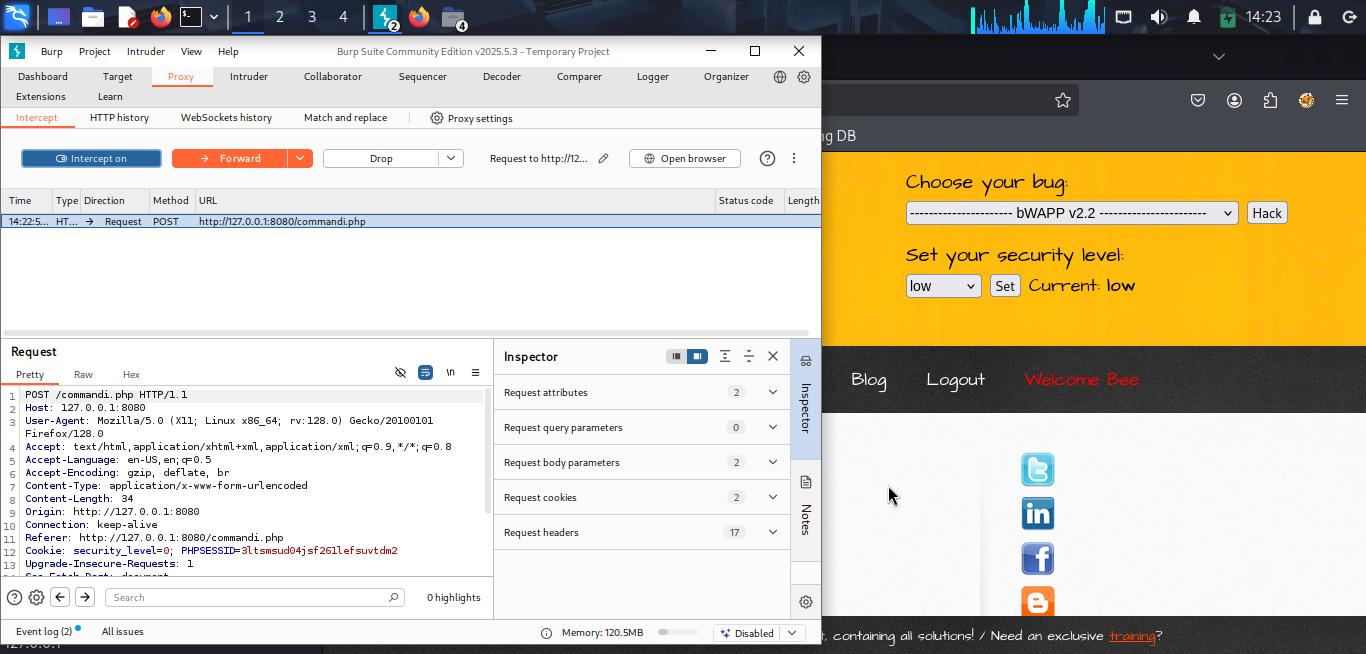 1 2 3 4 2 4 14:23
Burp Project Intruder View Help Burp Suite Community Edition v2025.5.3 - Temporary Project
Dashboard Target Proxy Intruder Collaborator Sequencer Decoder Comparer Logger Organizer
Extensions Learn
Intercept HTTP history WebSockets history Match and replace Proxy settings
ng DB
Intercept on Forward Drop Request to http://12... Open browser
Time Type Direction Method URL Status code Length
14:22:5... HT... Request POST http://127.0.0.1:8080/commandi.php
Choose your bug:
---------------------- bWAPP v2.2 ----------------------- Hack
Set your security level:
low Set Current: low
Request
Pretty Raw Hex \n
1 POST /commandi.php HTTP/1.1
2 Host: 127.0.0.1:8080
3 User-Agent: Mozilla/5.0 (X11; Linux x86_64; rv:128.0) Gecko/20100101
Firefox/128.0
4 Accept: text/html,application/xhtml+xml,application/xml;q=0.9,*/*;q=0.8
5 Accept-Language: en-US,en;q=0.5
6 Accept-Encoding: gzip, deflate, br
7 Content-Type: application/x-www-form-urlencoded
8 Content-Length: 34
9 Origin: http://127.0.0.1:8080
10 Connection: keep-alive
11 Referer: http://127.0.0.1:8080/commandi.php
12 Cookie: security_level=0; PHPSESSID=3ltsmsud04jsf26llefsuvtdm2
13 Upgrade-Insecure-Requests: 1
Inspector
Request attributes 2
Request query parameters 0
Request body parameters 2
Request cookies 2
Request headers 17
Inspector
Notes
Blog Logout Welcome Bee
Search 0 highlights
Event log (2) All issues Memory: 120.5MB Disabled
t, containing all solutions! / Need an exclusive training?